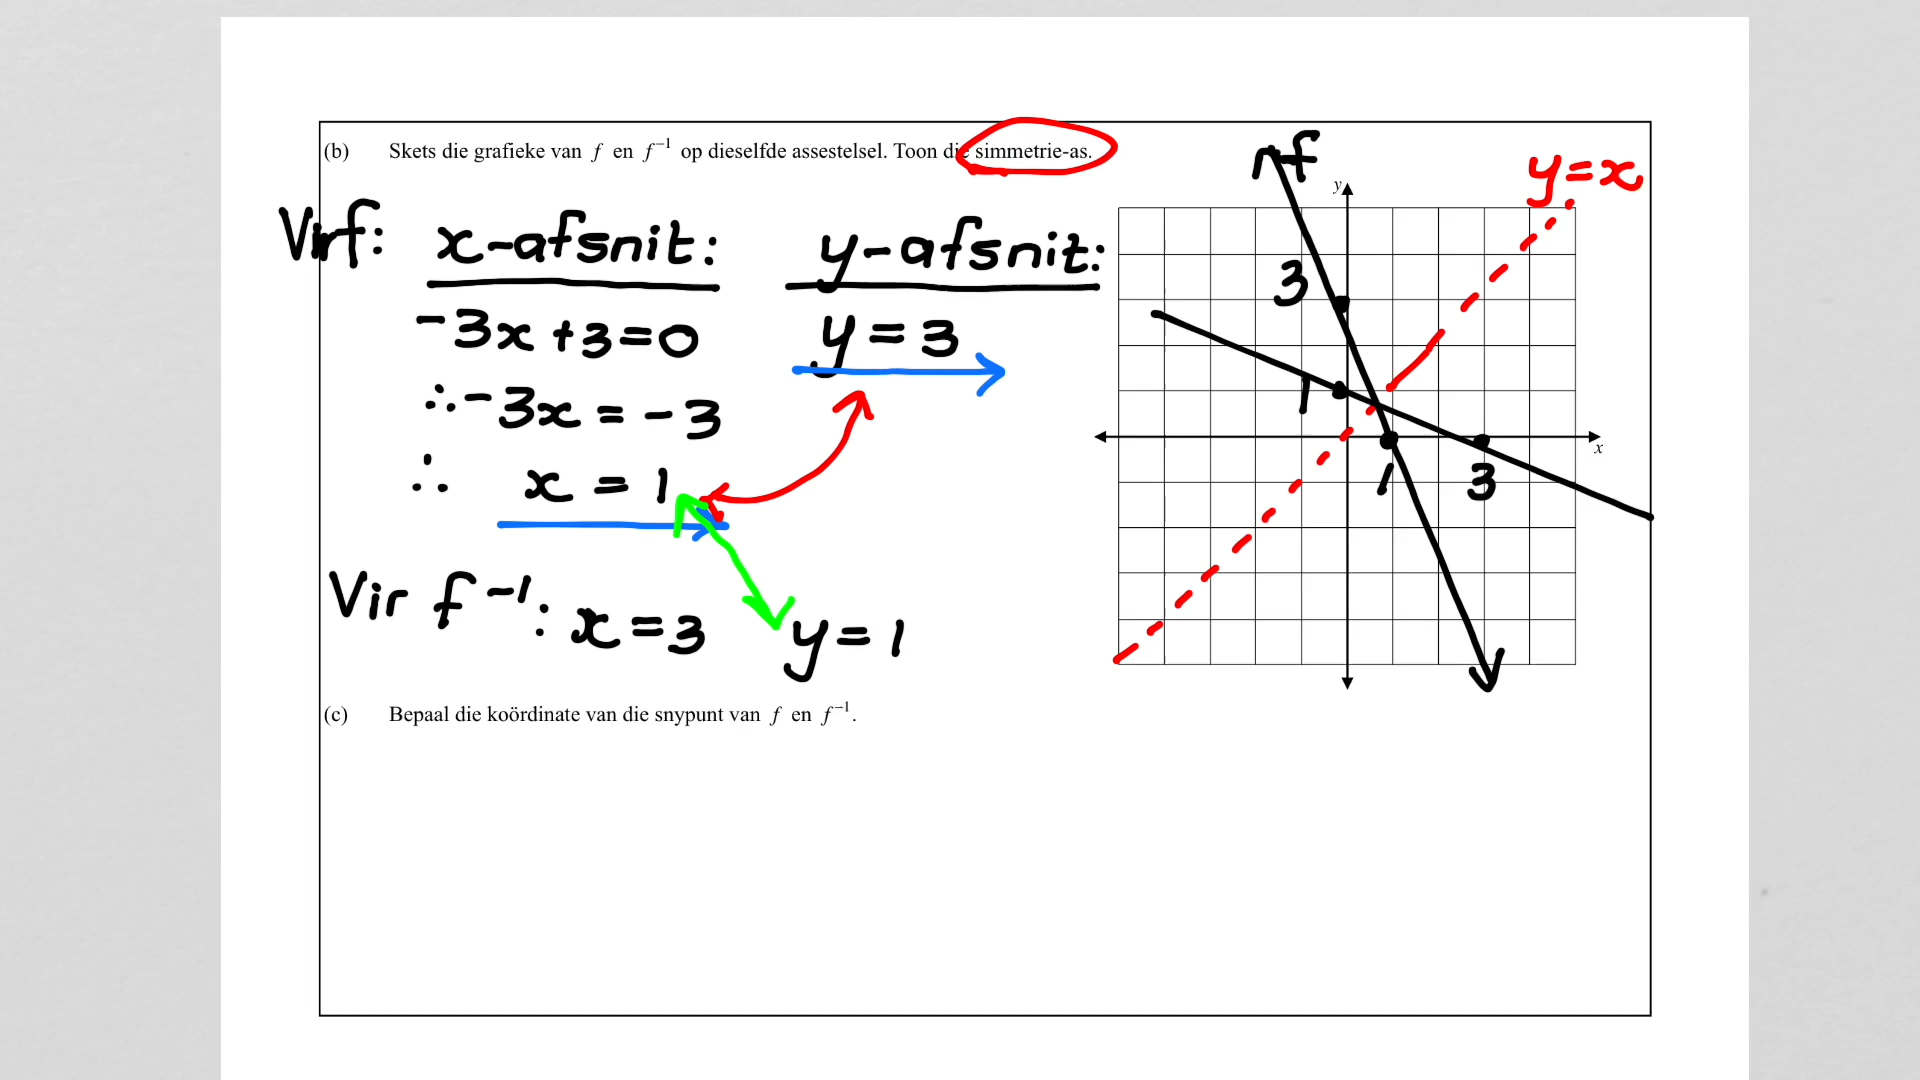 (b) Skets die grafieke van f en f⁻¹ op dieselfde assestelsel. Toon die simmetrie-as.
Vir f: x-afsnit: y-afsnit:
-3x + 3 = 0 y = 3
∴ -3x = -3
∴ x = 1
Vir f⁻¹: x = 3 y = 1
f
y = x
y
3
1
x
1
3
(c) Bepaal die koördinate van die snypunt van f en f⁻¹.